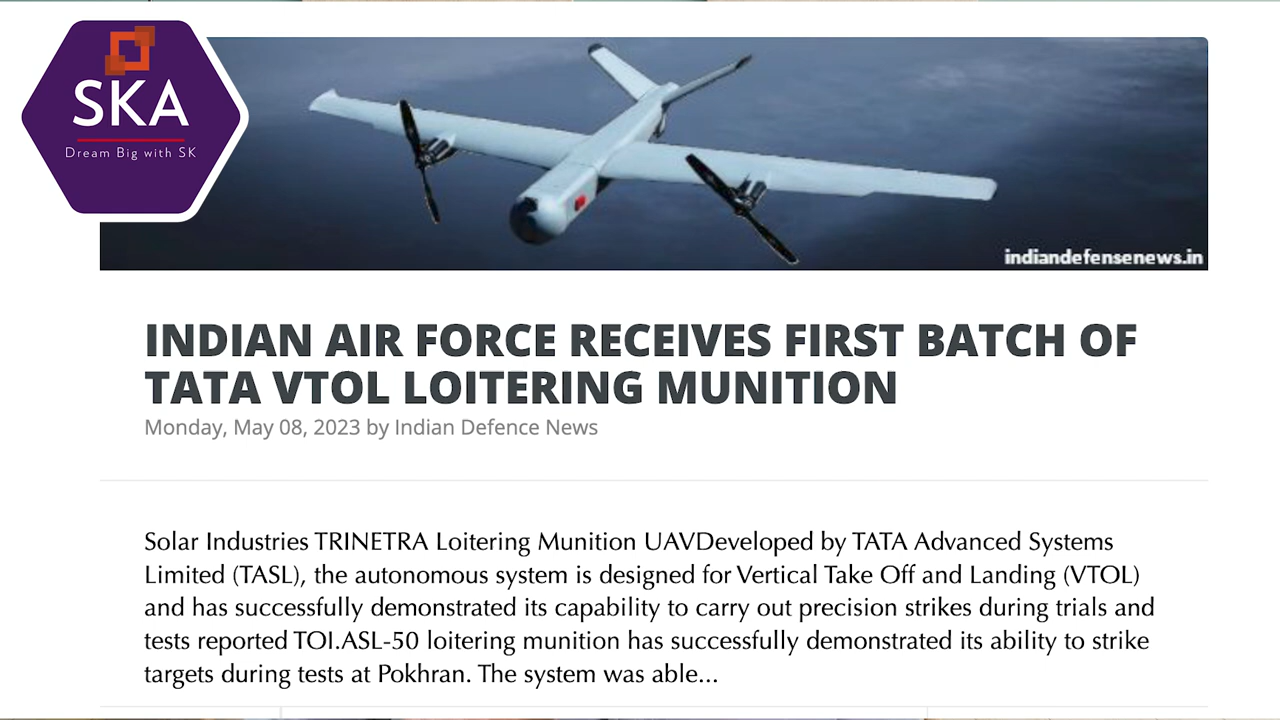 SKA
Dream Big with SK
indiandefensenews.in
INDIAN AIR FORCE RECEIVES FIRST BATCH OF
TATA VTOL LOITERING MUNITION
Monday, May 08, 2023 by Indian Defence News
Solar Industries TRINETRA Loitering Munition UAVDeveloped by TATA Advanced Systems
Limited (TASL), the autonomous system is designed for Vertical Take Off and Landing (VTOL)
and has successfully demonstrated its capability to carry out precision strikes during trials and
tests reported TOI.ASL-50 loitering munition has successfully demonstrated its ability to strike
targets during tests at Pokhran. The system was able...